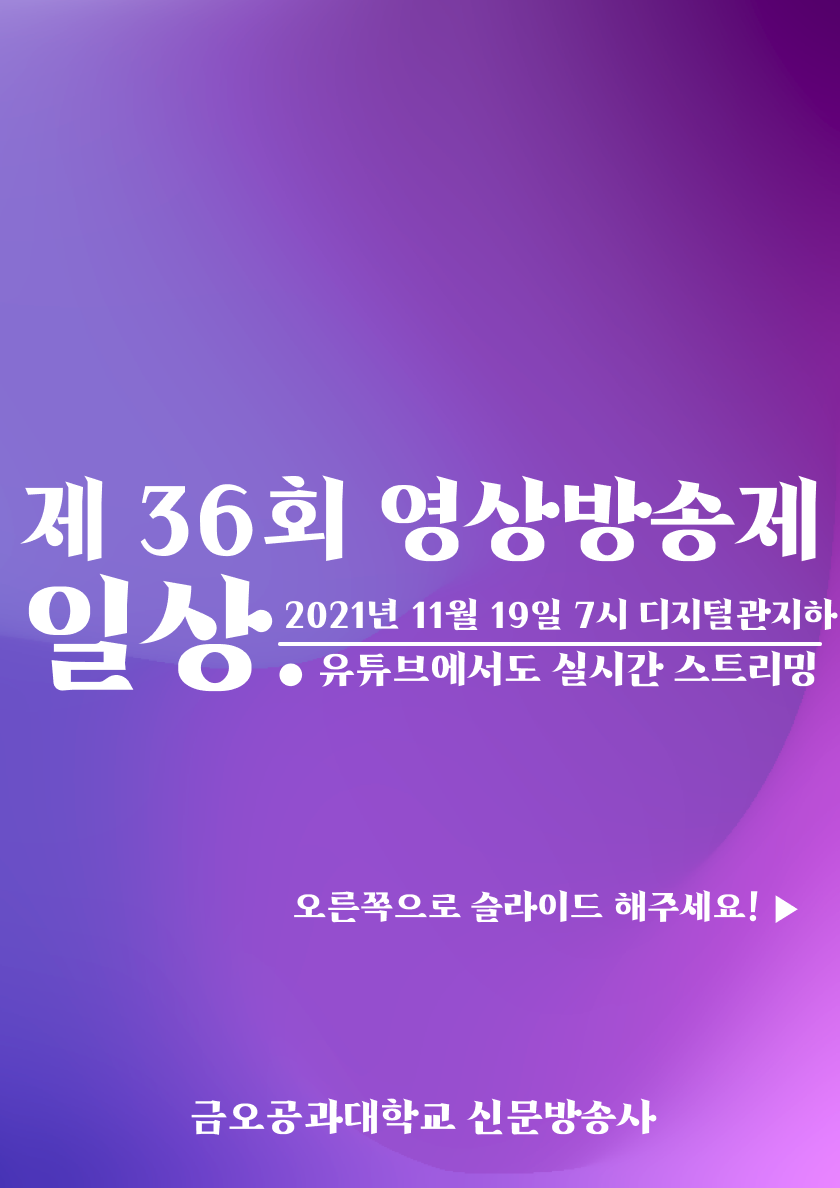 제 36회 영상방송제
일상.
2021년 11월 19일 7시 디지털관지하
유튜브에서도 실시간 스트리밍
오른쪽으로 슬라이드 해주세요! ▶
금오공과대학교 신문방송사